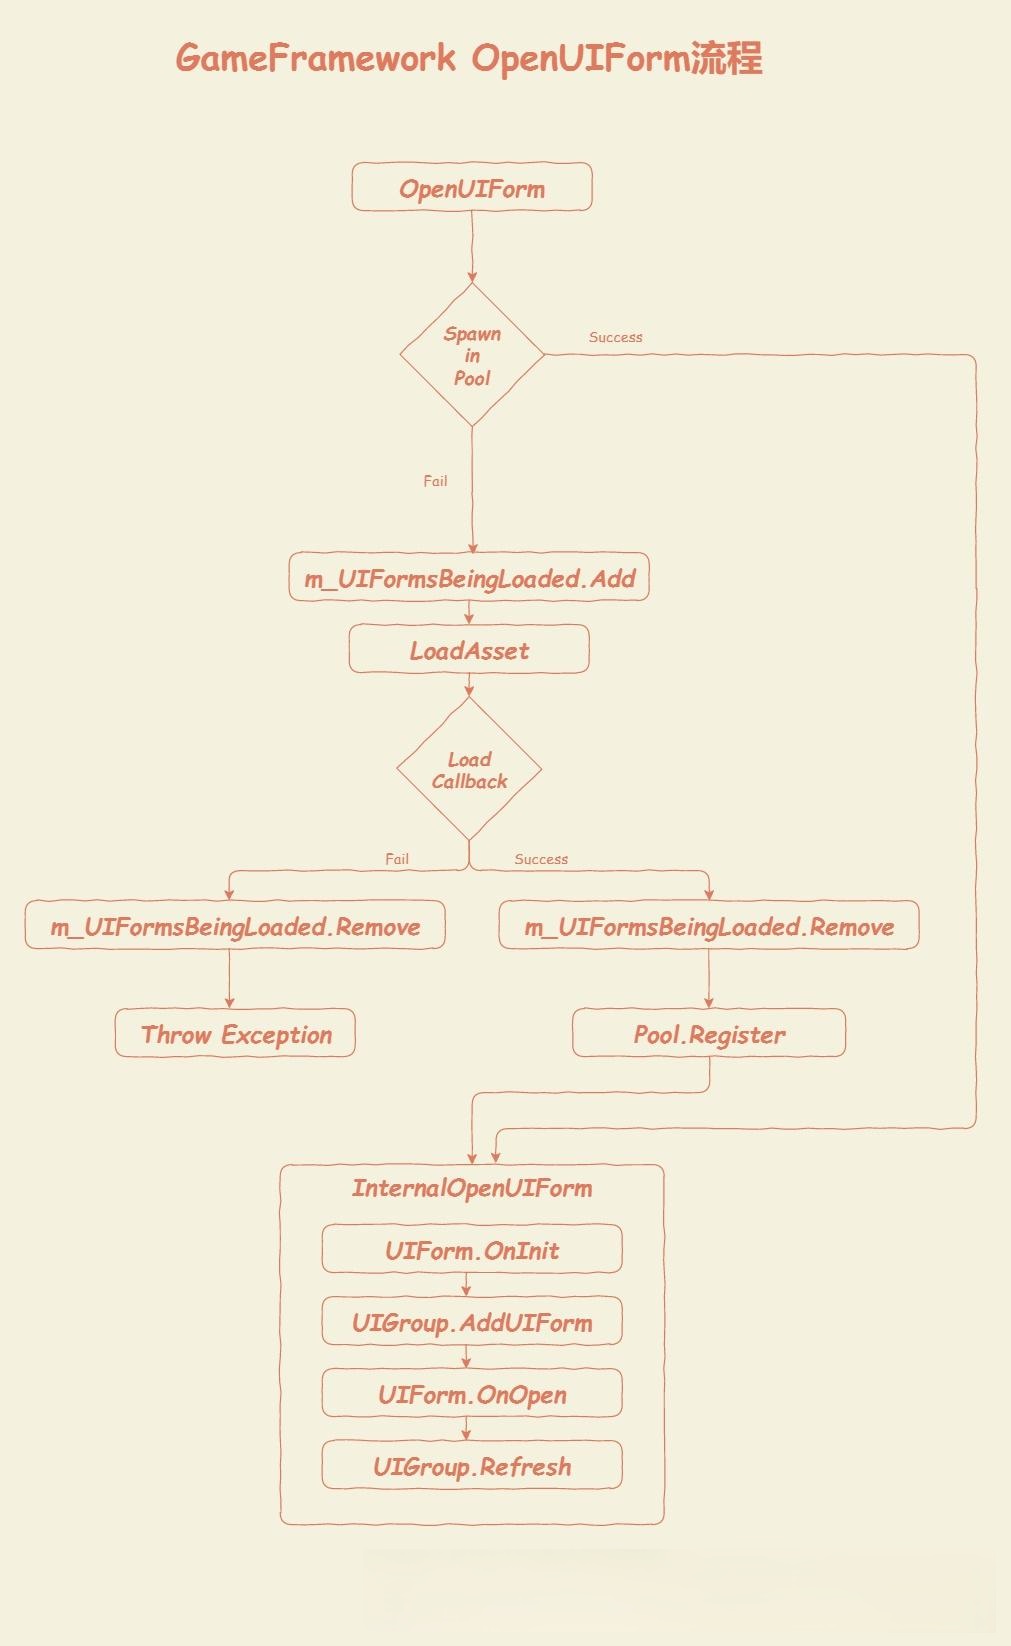 GameFramework OpenUIForm流程
OpenUIForm
Spawn
in
Pool
Success
Fail
m_UIFormsBeingLoaded.Add
LoadAsset
Load
Callback
Fail
Success
m_UIFormsBeingLoaded.Remove
m_UIFormsBeingLoaded.Remove
Throw Exception
Pool.Register
InternalOpenUIForm
UIForm.OnInit
UIGroup.AddUIForm
UIForm.OnOpen
UIGroup.Refresh